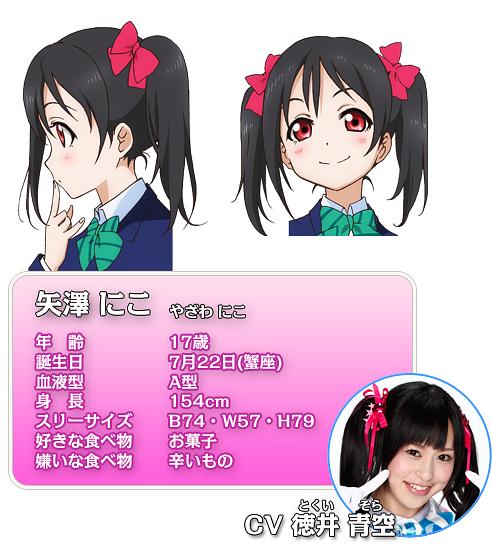 矢澤 にこ やざわ にこ
年 齢 17歳
誕生日 7月22日(蟹座)
血液型 A型
身 長 154cm
スリーサイズ B74・W57・H79
好きな食べ物 お菓子
嫌いな食べ物 辛いもの
とくい そら
CV 徳井 青空